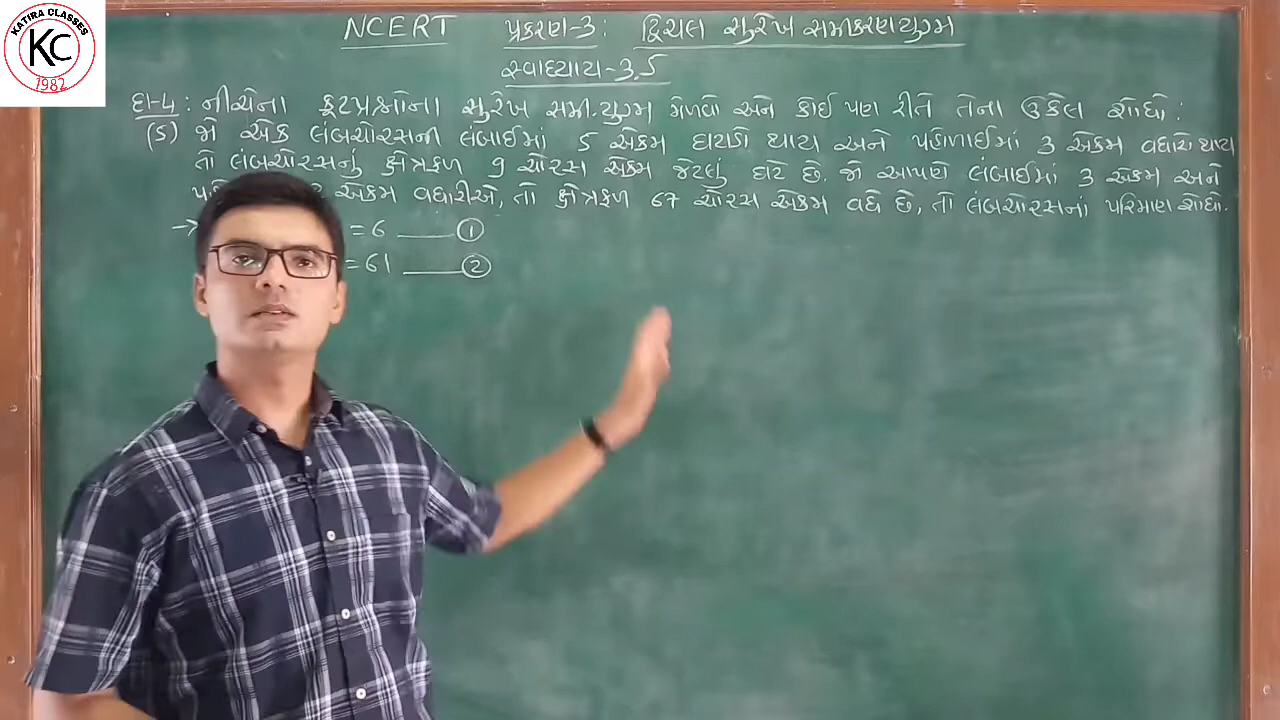 KATIRA CLASSES
KC
1982
NCERT પ્રકરણ-3: દ્વિચલ સુરેખ સમીકરણયુગ્મ
સ્વાધ્યાય-3.5
દા-4: નીચેના કૂટપ્રશ્નોના સુરેખ સમી.યુગ્મ મેળવો અને કોઈ પણ રીતે તેના ઉકેલ શોધો:
(5) જો એક લંબચોરસની લંબાઈમાં 5 એકમ ઘટાડો થાય અને પહોળાઈમાં 3 એકમ વધારો થાય
તો લંબચોરસનું ક્ષેત્રફળ 9 ચોરસ એકમ જેટલું ઘટે છે. જો આપણે લંબાઈમાં 3 એકમ અને
એકમ વધારીએ, તો ક્ષેત્રફળ 67 ચોરસ એકમ વધે છે, તો લંબચોરસનાં પરિમાણ શોધો.
→ = 6 ____ ①
= 61 ____ ②